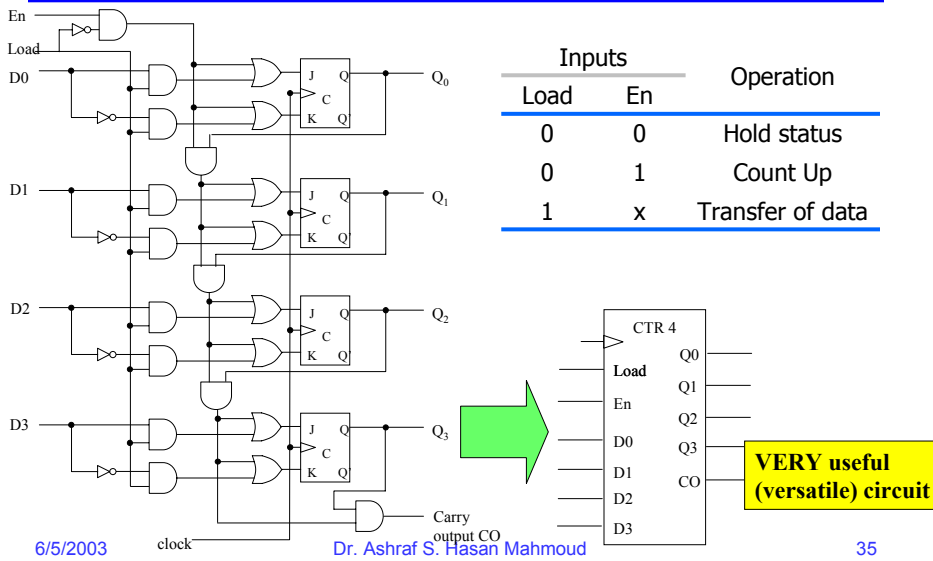 En
Load
D0
J Q
C
K Q'
Q0
D1
J Q
C
K Q'
Q1
D2
J Q
C
K Q'
Q2
D3
J Q
C
K Q'
Q3
clock
Carry
output CO
Inputs Operation
Load En
0 0 Hold status
0 1 Count Up
1 x Transfer of data
CTR 4
Load
En
D0
D1
D2
D3
Q0
Q1
Q2
Q3
CO
VERY useful
(versatile) circuit
6/5/2003 Dr. Ashraf S. Hasan Mahmoud 35